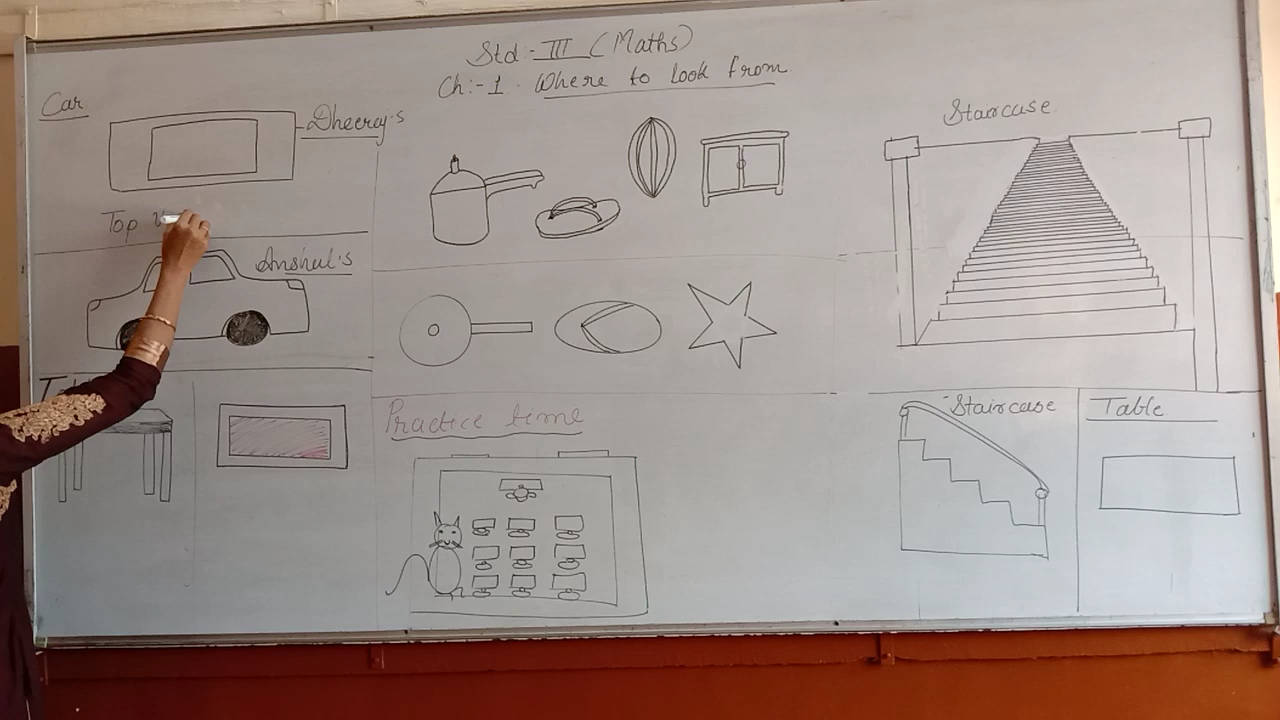 Std:- III (Maths)
Ch:-1. Where to look from.
Car
Dheeraj's
Top
Anshul's
Staircase
Practice time
Staircase
Table